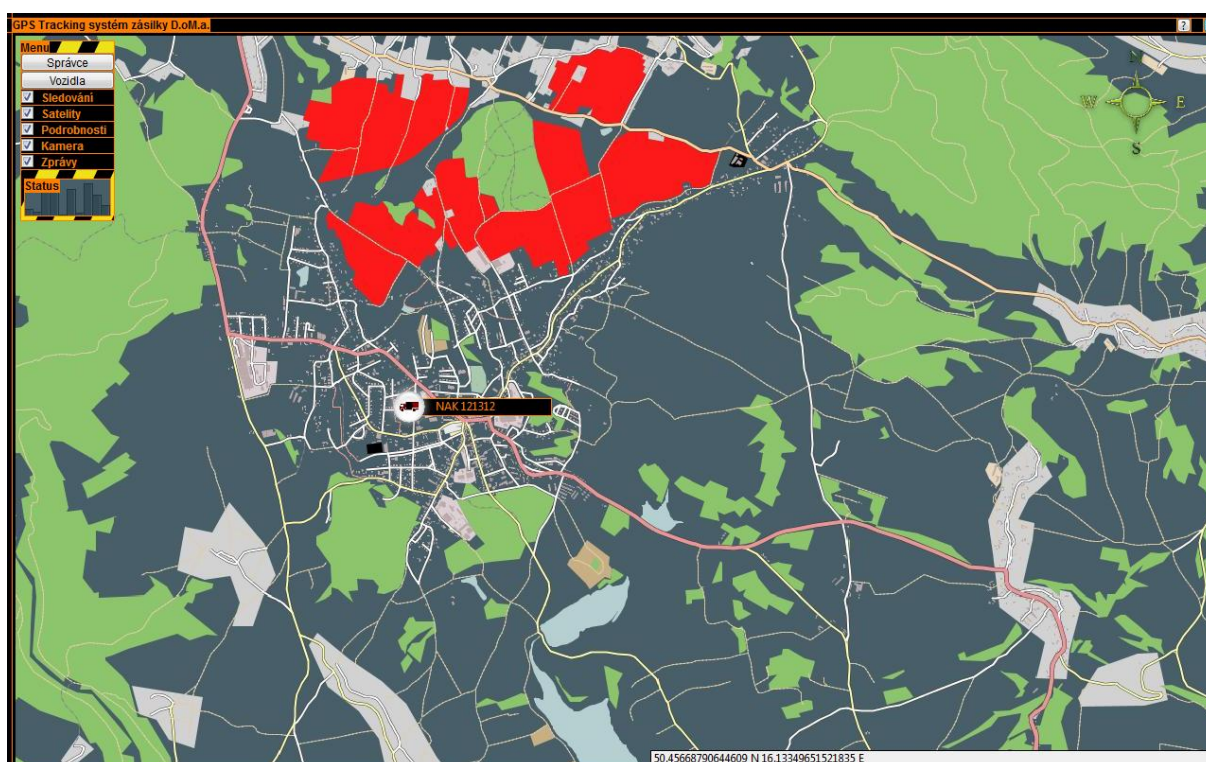 GPS Tracking systém zásilky D.oM.a.
?
Menu
Správce
Vozidla
Sledování
Satelity
Podrobnosti
Kamera
Zprávy
Status
N
W E
S
NAK 121312
50.45668790644609 N 16.13349651521835 E